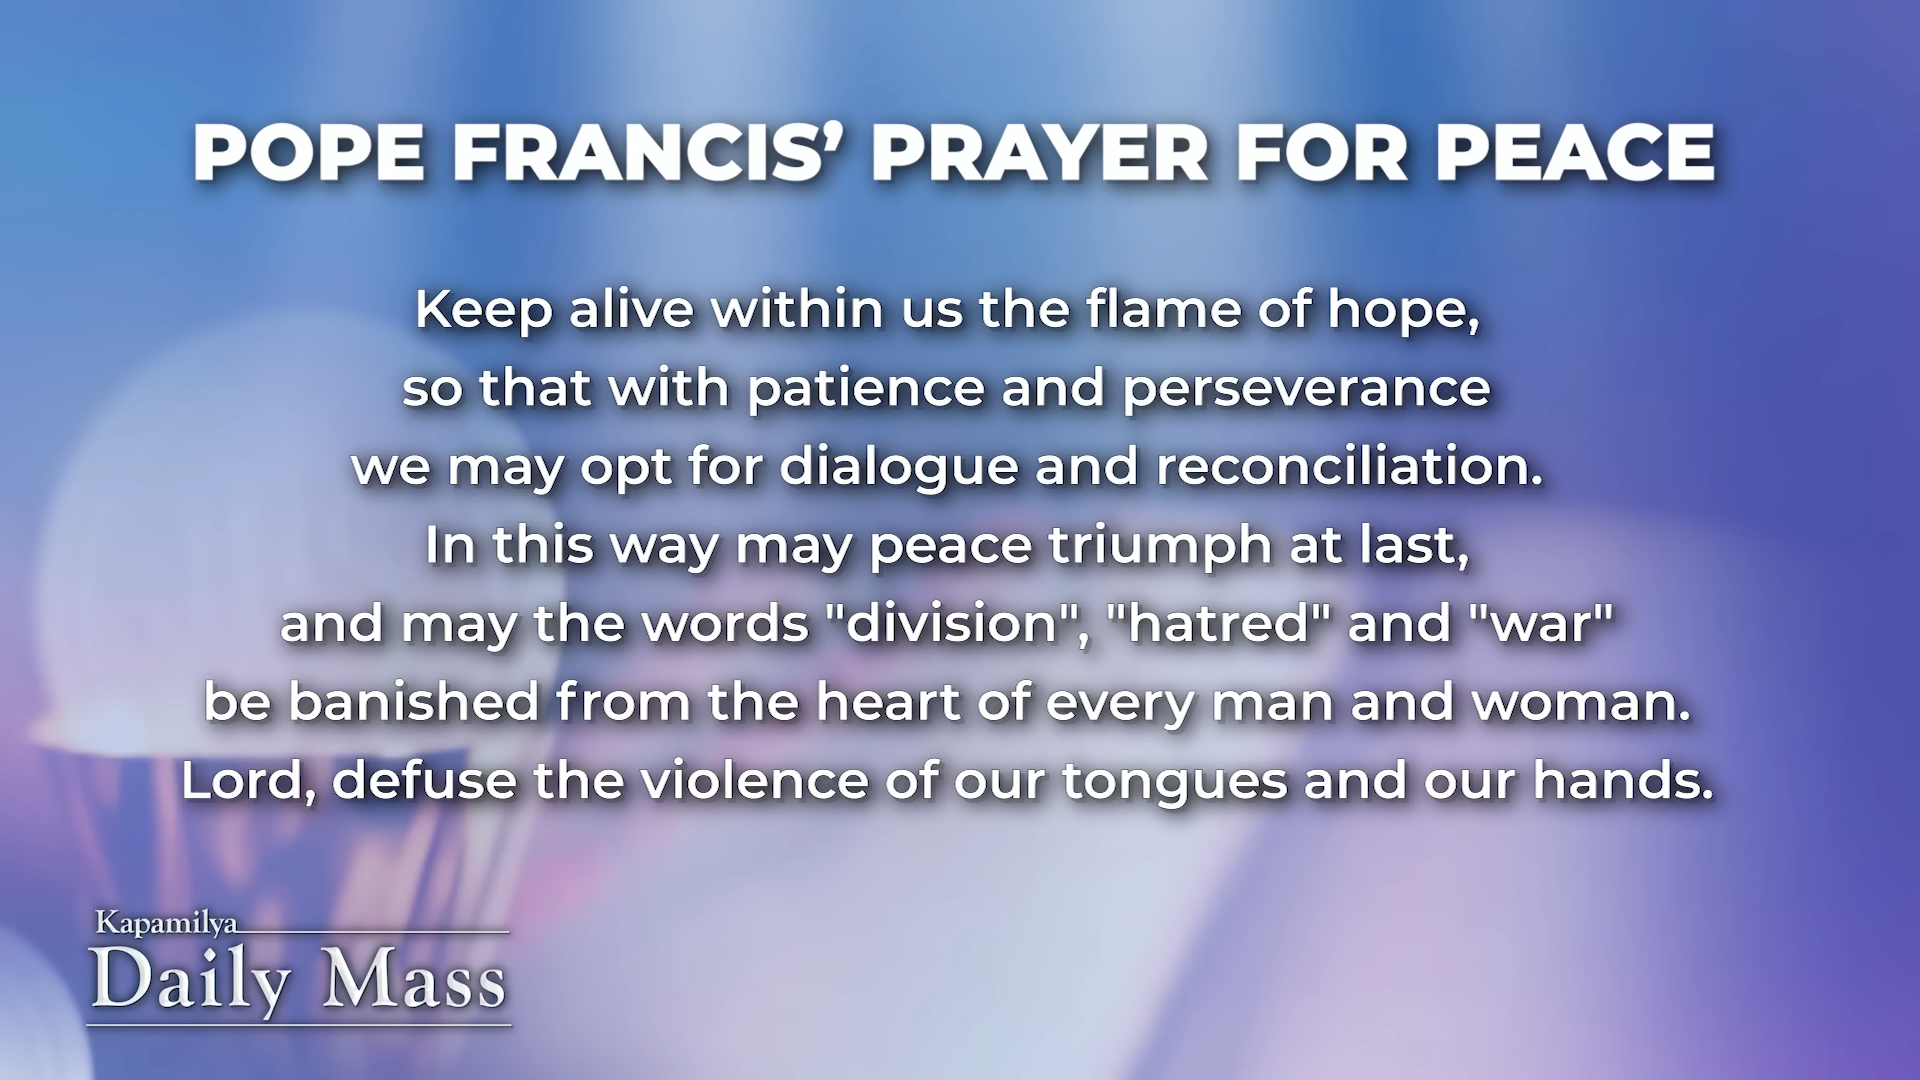 POPE FRANCIS’ PRAYER FOR PEACE
Keep alive within us the flame of hope,
so that with patience and perseverance
we may opt for dialogue and reconciliation.
In this way may peace triumph at last,
and may the words "division", "hatred" and "war"
be banished from the heart of every man and woman.
Lord, defuse the violence of our tongues and our hands.
Kapamilya
Daily Mass